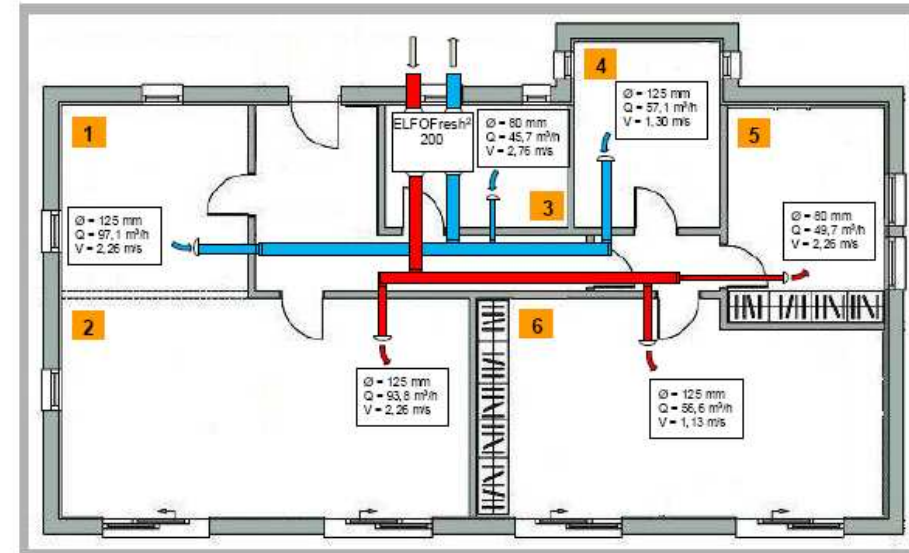 1
ELFOFresh²
200
Ø = 80 mm
Q = 45,7 m³/h
V = 2,76 m/s
3
4
Ø = 125 mm
Q = 57,1 m³/h
V = 1,30 m/s
5
Ø = 125 mm
Q = 97,1 m³/h
V = 2,26 m/s
Ø = 80 mm
Q = 49,7 m³/h
V = 2,26 m/s
2
Ø = 125 mm
Q = 93,8 m³/h
V = 2,26 m/s
6
Ø = 125 mm
Q = 56,6 m³/h
V = 1,13 m/s